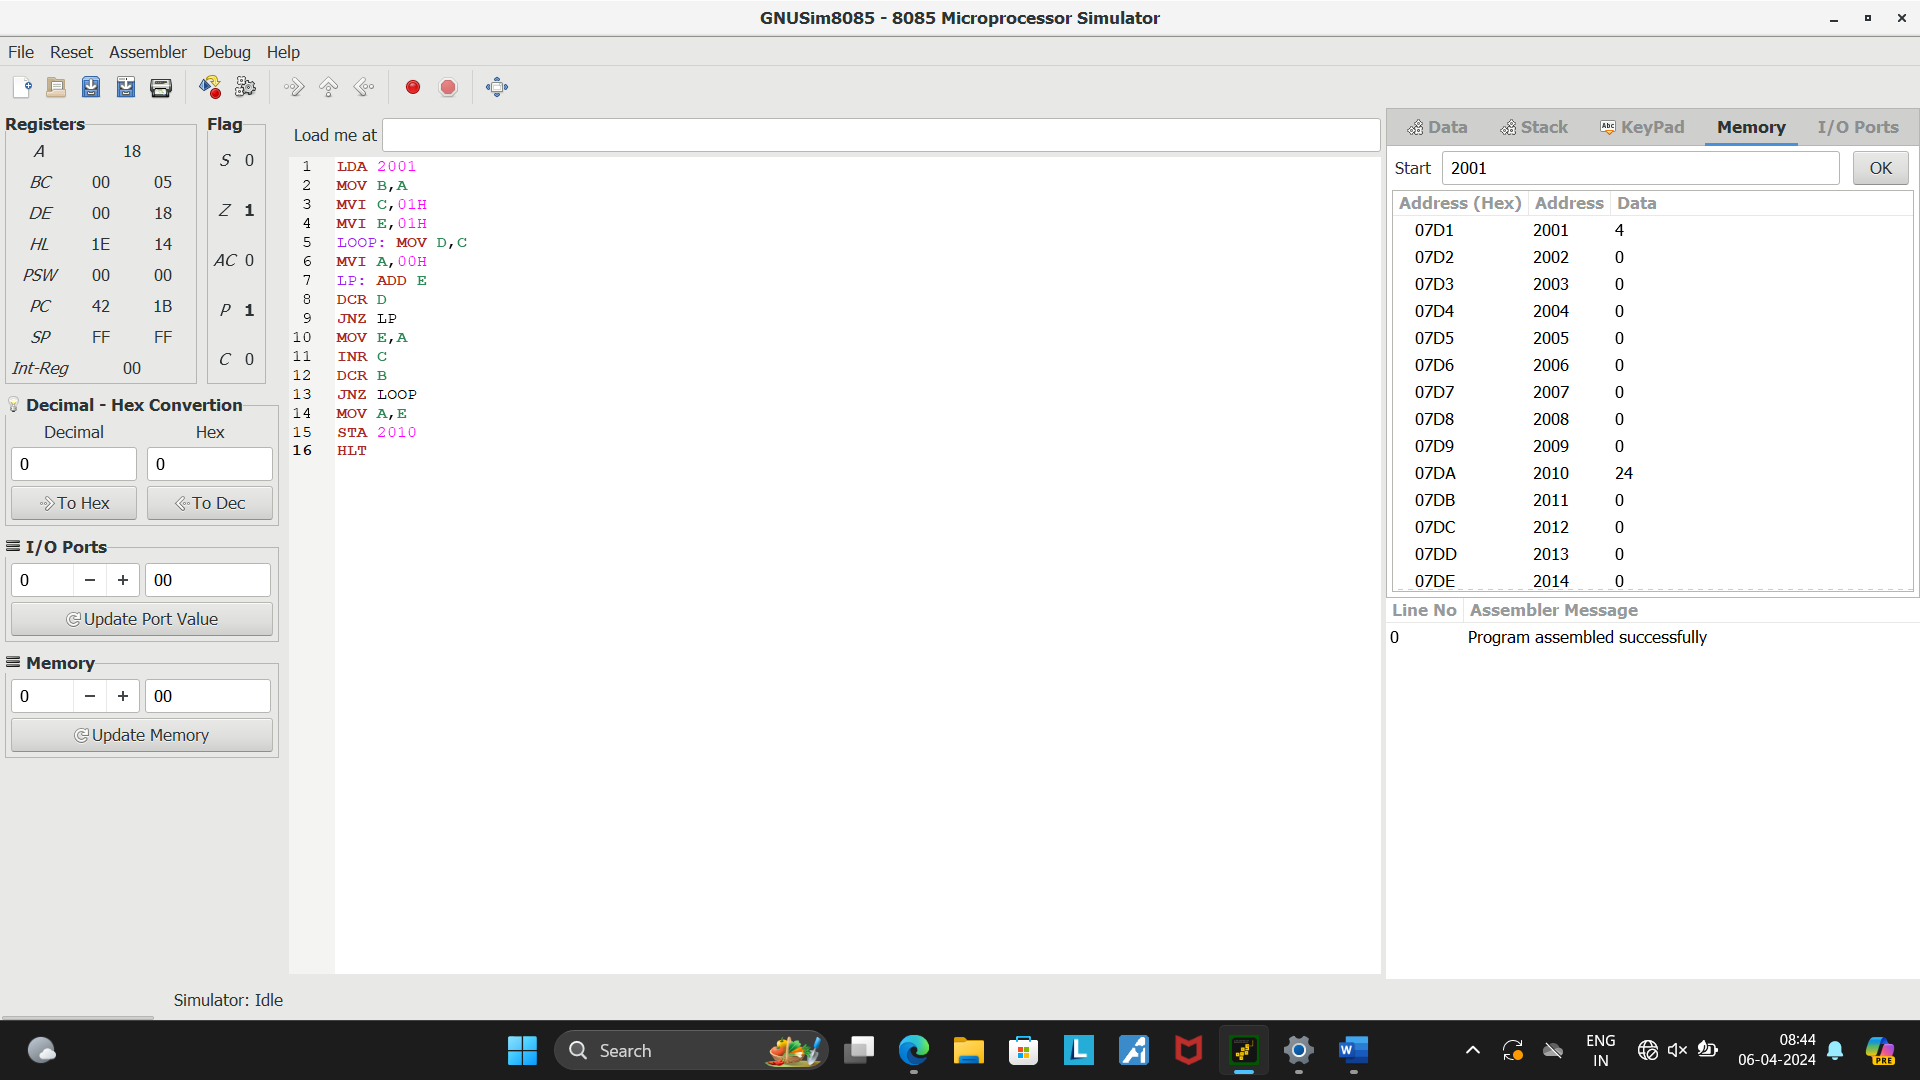 GNUSim8085 - 8085 Microprocessor Simulator
File Reset Assembler Debug Help
Registers
A 18
BC 00 05
DE 00 18
HL 1E 14
PSW 00 00
PC 42 1B
SP FF FF
Int-Reg 00
Flag
S 0
Z 1
AC 0
P 1
C 0
Decimal - Hex Convertion
Decimal Hex
0 0
To Hex To Dec
I/O Ports
0 − + 00
Update Port Value
Memory
0 − + 00
Update Memory
Load me at
1 LDA 2001
2 MOV B,A
3 MVI C,01H
4 MVI E,01H
5 LOOP: MOV D,C
6 MVI A,00H
7 LP: ADD E
8 DCR D
9 JNZ LP
10 MOV E,A
11 INR C
12 DCR B
13 JNZ LOOP
14 MOV A,E
15 STA 2010
16 HLT
Data Stack Abc KeyPad Memory I/O Ports
Start 2001 OK
Address (Hex) Address Data
07D1 2001 4
07D2 2002 0
07D3 2003 0
07D4 2004 0
07D5 2005 0
07D6 2006 0
07D7 2007 0
07D8 2008 0
07D9 2009 0
07DA 2010 24
07DB 2011 0
07DC 2012 0
07DD 2013 0
07DE 2014 0
Line No Assembler Message
0 Program assembled successfully
Simulator: Idle
Search
L
W
ENG
IN
08:44
06-04-2024
PRE